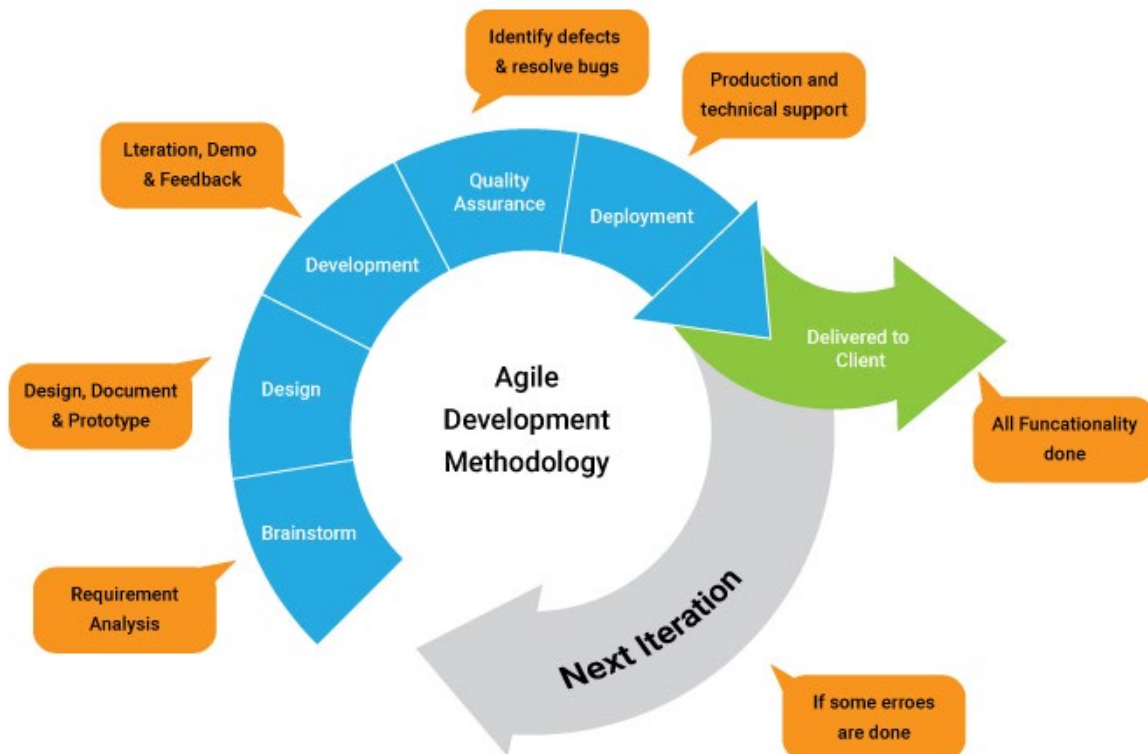 Identify defects
& resolve bugs
Production and
technical support
Lteration, Demo
& Feedback
Quality
Assurance
Deployment
Development
Delivered to
Client
Design, Document
& Prototype
Design
Agile
Development
Methodology
All Funcationality
done
Brainstorm
Requirement
Analysis
Next Iteration
If some erroes
are done